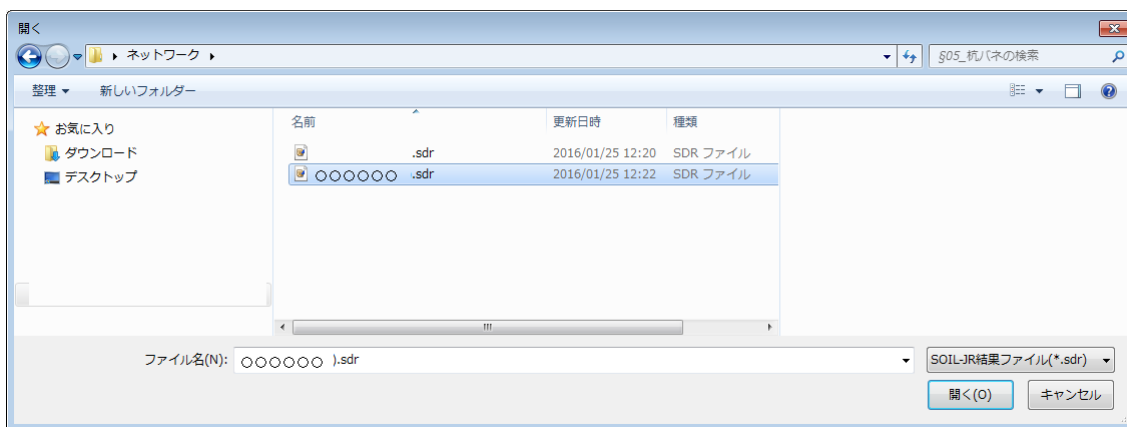 開く
ネットワーク
§05_杭バネの検索
整理 新しいフォルダー
お気に入り
ダウンロード
デスクトップ
名前 更新日時 種類
.sdr 2016/01/25 12:20 SDR ファイル
○○○○○○ .sdr 2016/01/25 12:22 SDR ファイル
ファイル名(N): ○○○○○○ ).sdr SOIL-JR結果ファイル(*.sdr)
開く(O) キャンセル